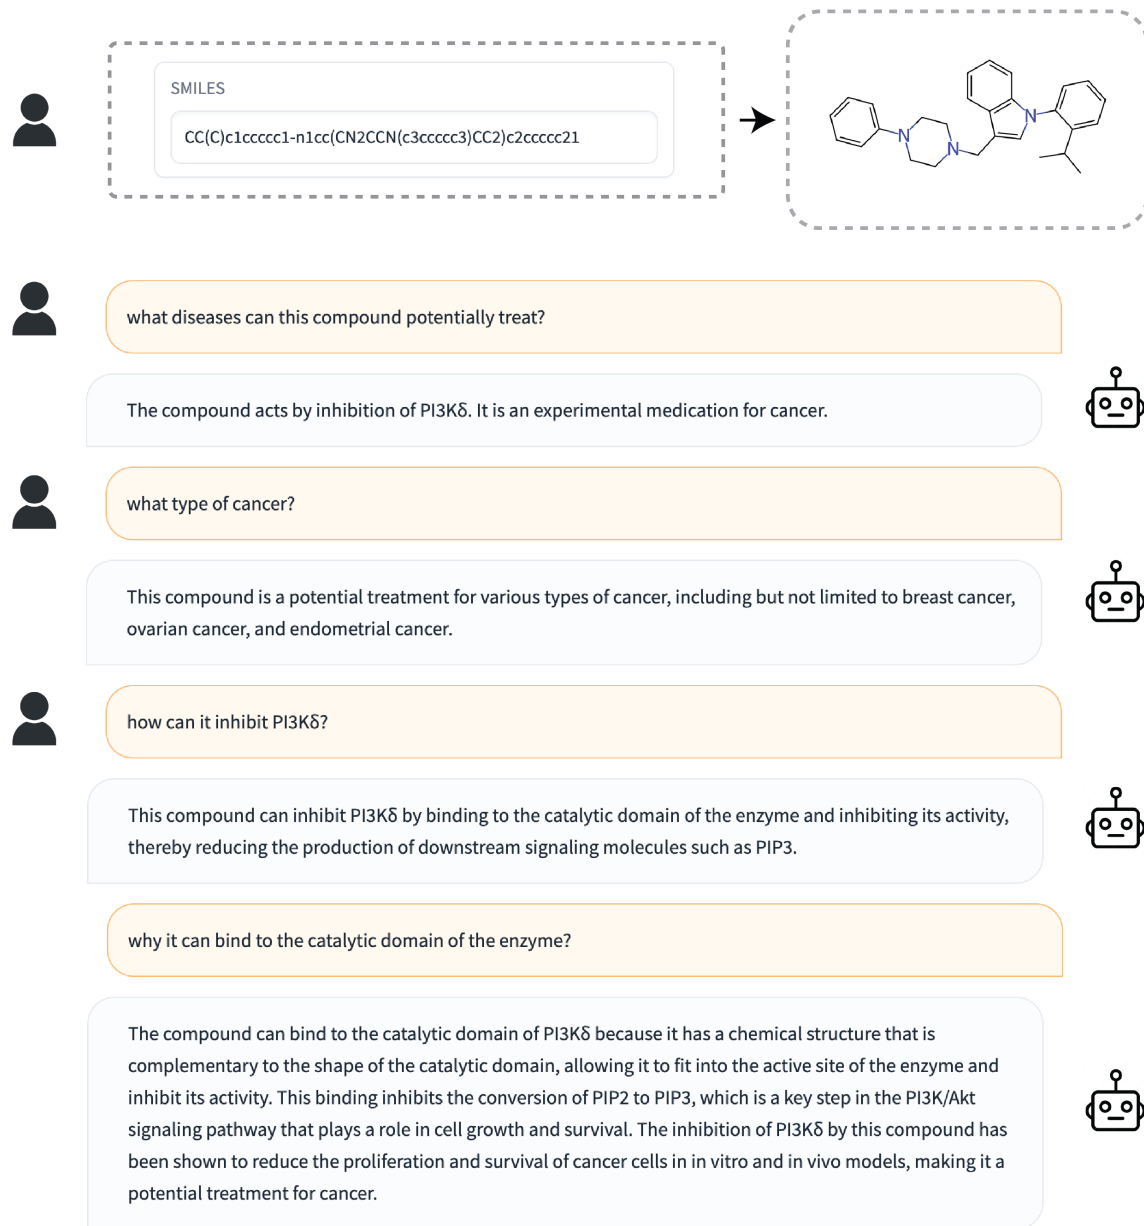 SMILES
CC(C)c1ccccc1-n1cc(CN2CCN(c3ccccc3)CC2)c2ccccc21
N
N
N
what diseases can this compound potentially treat?
The compound acts by inhibition of PI3Kδ. It is an experimental medication for cancer.
what type of cancer?
This compound is a potential treatment for various types of cancer, including but not limited to breast cancer,
ovarian cancer, and endometrial cancer.
how can it inhibit PI3Kδ?
This compound can inhibit PI3Kδ by binding to the catalytic domain of the enzyme and inhibiting its activity,
thereby reducing the production of downstream signaling molecules such as PIP3.
why it can bind to the catalytic domain of the enzyme?
The compound can bind to the catalytic domain of PI3Kδ because it has a chemical structure that is
complementary to the shape of the catalytic domain, allowing it to fit into the active site of the enzyme and
inhibit its activity. This binding inhibits the conversion of PIP2 to PIP3, which is a key step in the PI3K/Akt
signaling pathway that plays a role in cell growth and survival. The inhibition of PI3Kδ by this compound has
been shown to reduce the proliferation and survival of cancer cells in in vitro and in vivo models, making it a
potential treatment for cancer.